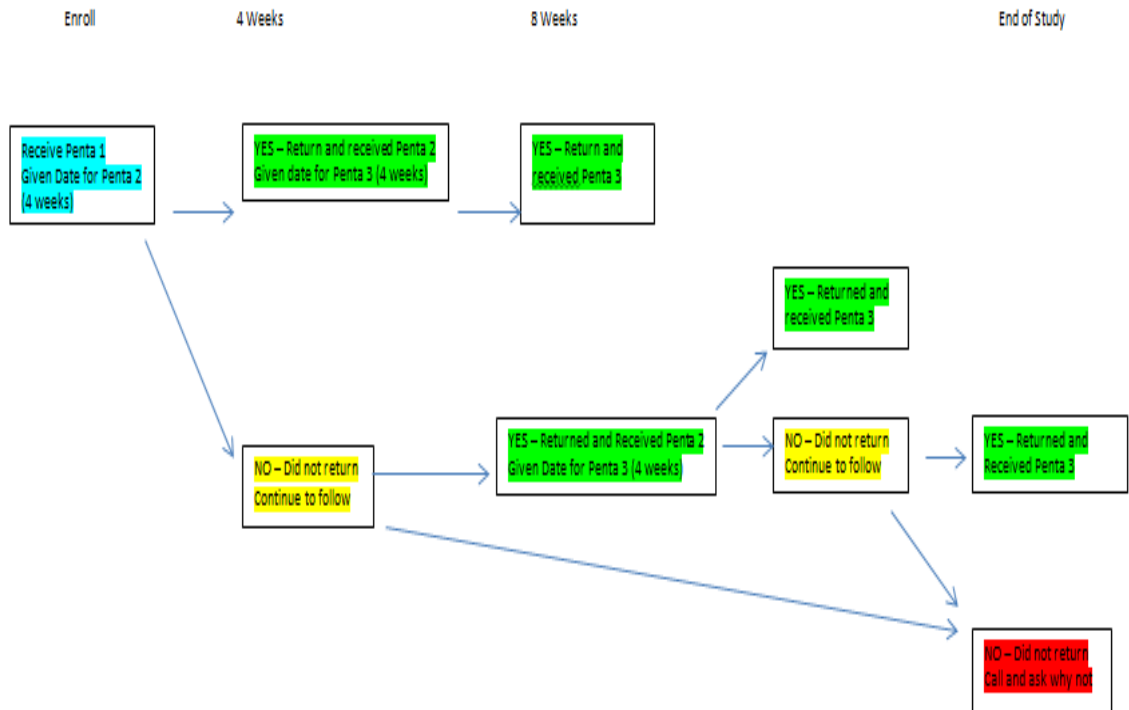 Enroll
4 Weeks
8 Weeks
End of Study
Receive Penta 1
Given Date for Penta 2
(4 weeks)
YES – Return and received Penta 2
Given date for Penta 3 (4 weeks)
YES – Return and
received Penta 3
YES – Returned and
received Penta 3
NO – Did not return
Continue to follow
YES – Returned and Received Penta 2
Given Date for Penta 3 (4 weeks)
NO – Did not return
Continue to follow
YES – Returned and
Received Penta 3
NO – Did not return
Call and ask why not